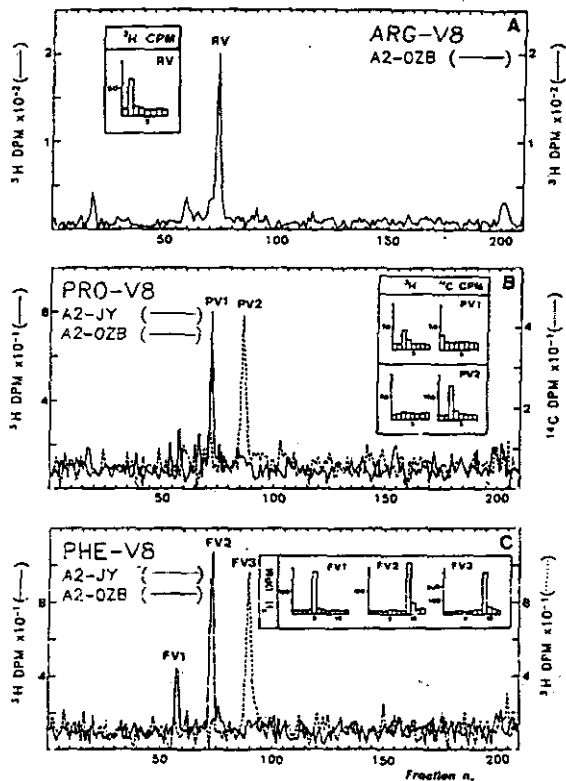 A
ARG-V8
A2-OZB (——)
³H CPM
RV
RV
³H DPM x10⁻² (——)
³H DPM x10⁻² (——)
2
1
2
1
50 100 150 200
B
PRO-V8
A2-JY (——)
A2-OZB (——)
PV1 PV2
³H ¹⁴C CPM
PV1
PV2
³H DPM x10⁻¹ (——)
¹⁴C DPM x10⁻¹ (......)
4
2
50 100 150 200
C
PHE-V8
A2-JY (——)
A2-OZB (——)
FV1
FV2
FV3
³H DPM
FV1 FV2 FV3
³H DPM x10⁻¹ (——)
³H DPM x10⁻¹ (......)
8
4
8
4
50 100 150 200
Fraction n.